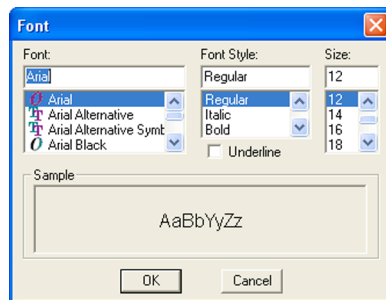 Font
Font: Font Style: Size:
Arial Regular 12
Arial Regular 12
Arial Alternative Italic 14
Arial Alternative Symb Bold 16
Arial Black 18
Underline
Sample
AaBbYyZz
OK Cancel